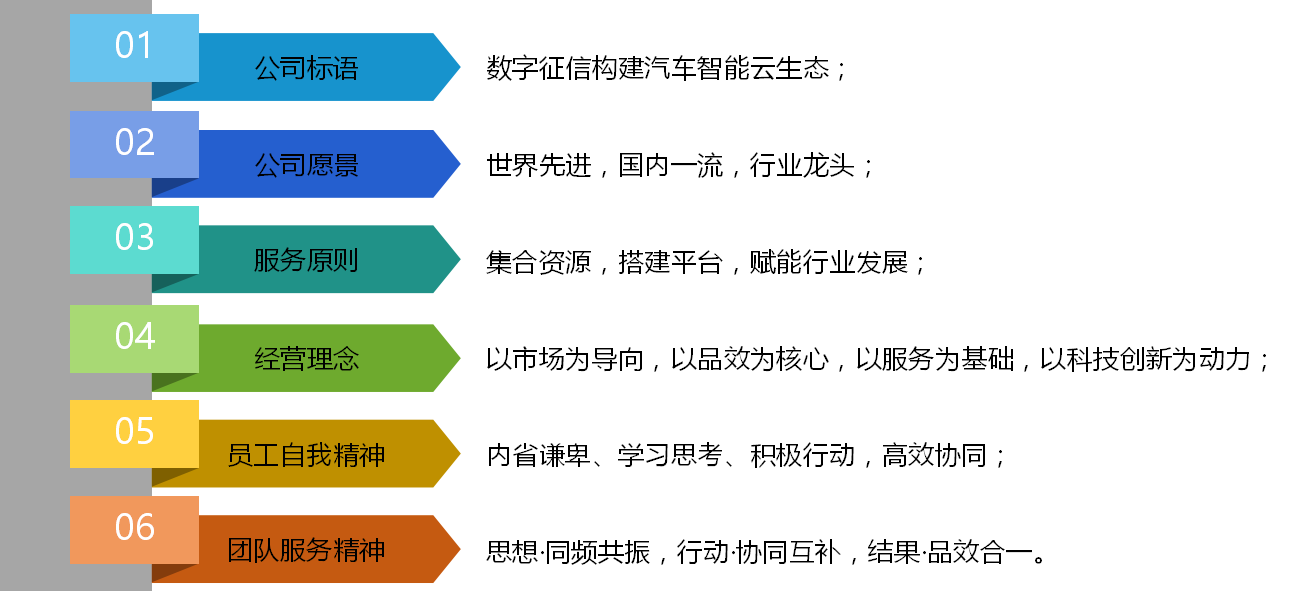 01
公司标语
数字征信构建汽车智能云生态；
02
公司愿景
世界先进，国内一流，行业龙头；
03
服务原则
集合资源，搭建平台，赋能行业发展；
04
经营理念
以市场为导向，以品效为核心，以服务为基础，以科技创新为动力；
05
员工自我精神
内省谦卑、学习思考、积极行动，高效协同；
06
团队服务精神
思想·同频共振，行动·协同互补，结果·品效合一。